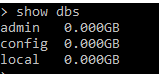 > show dbs
admin   0.000GB
config  0.000GB
local   0.000GB
>